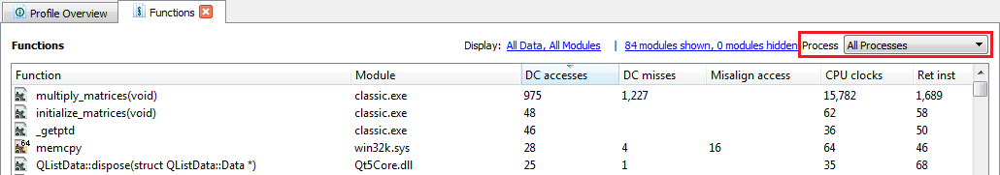 Profile Overview Functions
Functions Display: All Data, All Modules | 84 modules shown, 0 modules hidden Process All Processes
Function Module DC accesses DC misses Misalign access CPU clocks Ret inst
multiply_matrices(void) classic.exe 975 1,227 15,782 1,689
initialize_matrices(void) classic.exe 48 62 58
_getptd classic.exe 46 36 50
64 memcpy win32k.sys 28 4 16 64 46
QListData::dispose(struct QListData::Data *) Qt5Core.dll 25 1 35 68